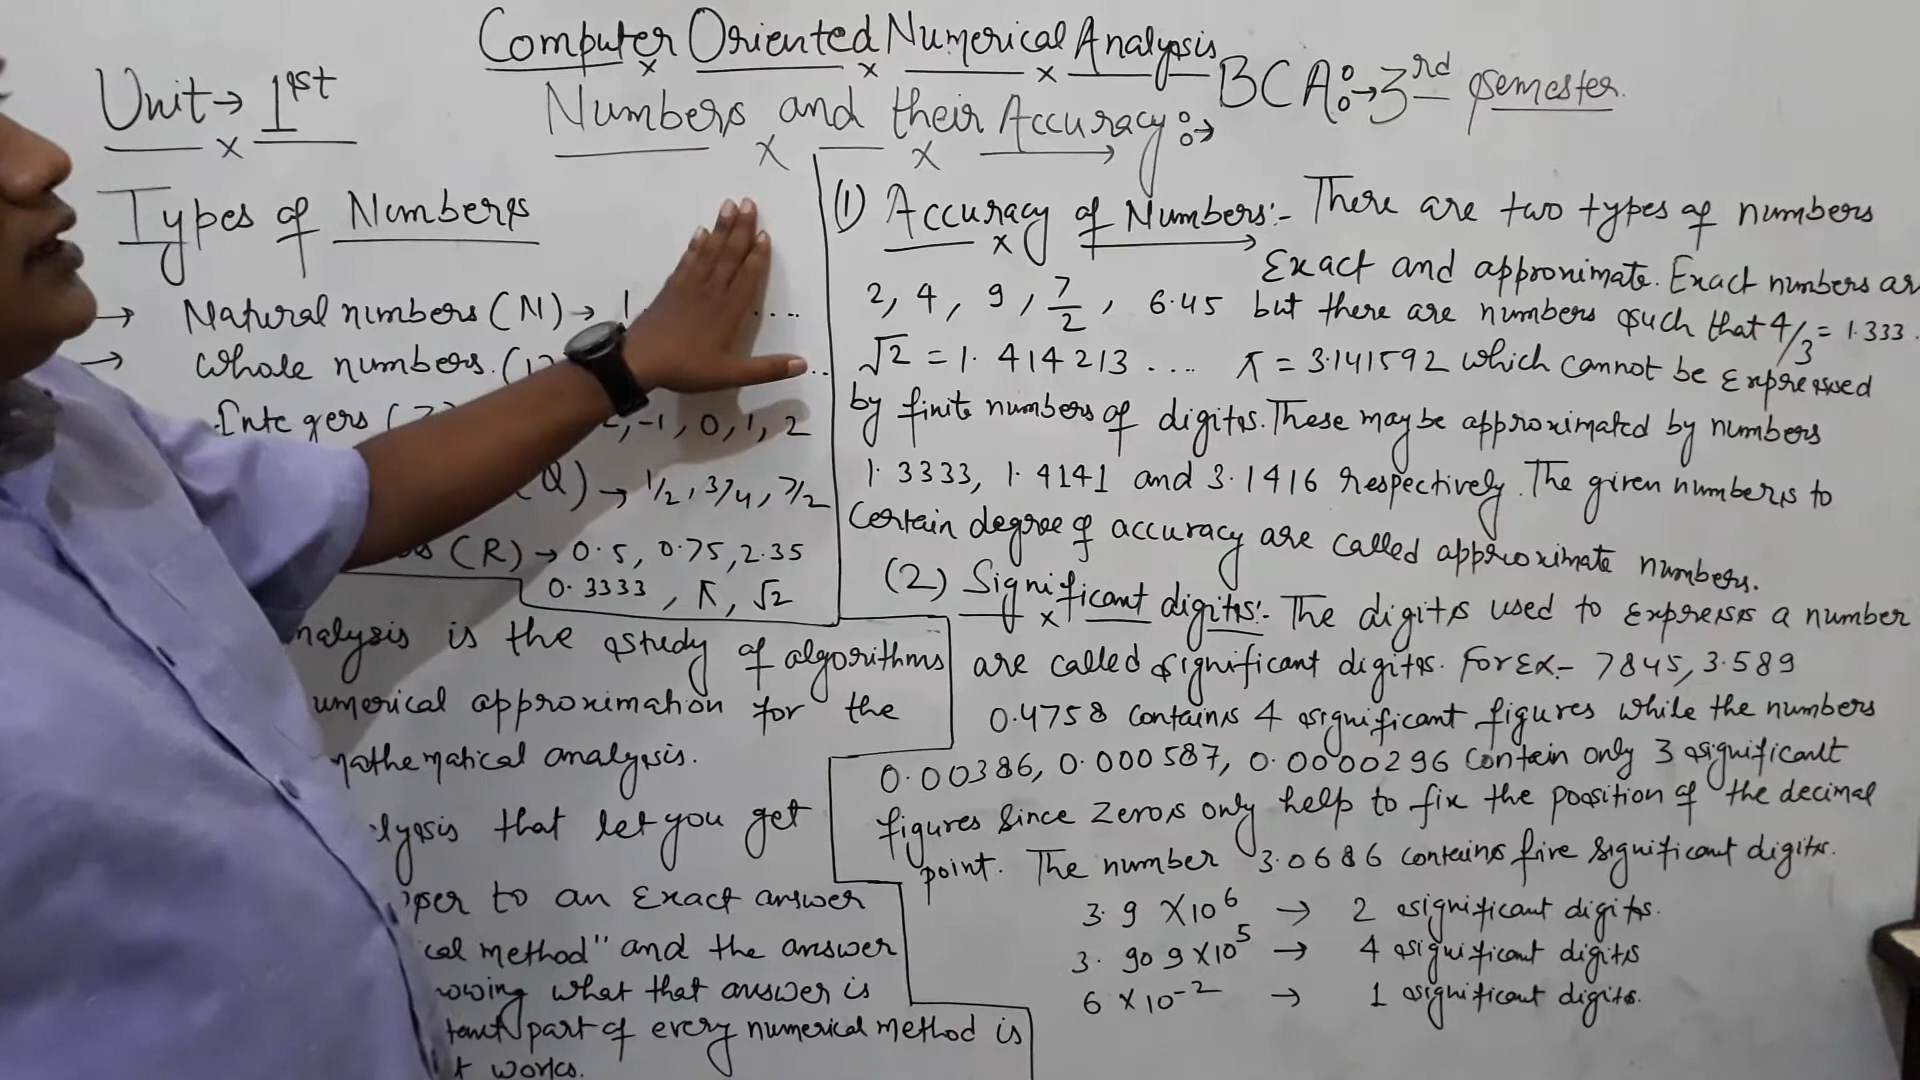 Computer Oriented Numerical Analysis
Unit → 1st
Numbers and their Accuracy :→
BCA :→ 3rd semester.
Types of Numbers
→ Natural numbers (N) → 1 ....
→ Whole numbers. ( ..
Integers ( -1, 0, 1, 2
(Q) → 1/2, 3/4, 7/2
(R) → 0.5, 0.75, 2.35
0.3333, π, √2
nalysis is the study of algorithms
umerical approximation for the
mathematical analysis.
lysis that let you get
oser to an Exact answer
cal method" and the answer
nowing what that answer is
tant part of every numerical method is
t works.
(1) Accuracy of Numbers:- There are two types of numbers
Exact and approximate. Exact numbers ar
2, 4, 9, 7/2, 6.45 but there are numbers such that 4/3 = 1.333.
√2 = 1.414213 .... π = 3.141592 which cannot be Expressed
by finite numbers of digits. These may be approximated by numbers
1.3333, 1.4141 and 3.1416 respectively. The given numbers to
Certain degree of accuracy are called approximate numbers.
(2) Significant digits:- The digits used to Express a number
are called significant digits. For Ex.- 7845, 3.589
0.4758 contains 4 significant figures while the numbers
0.00386, 0.000587, 0.0000296 Contain only 3 significant
figures Since Zeros only help to fix the position of the decimal
point. The number 3.0686 contains five Significant digits.
3.9 X10^6 → 2 significant digits.
3.909 X10^5 → 4 significant digits
6 X 10^-2 → 1 significant digits.